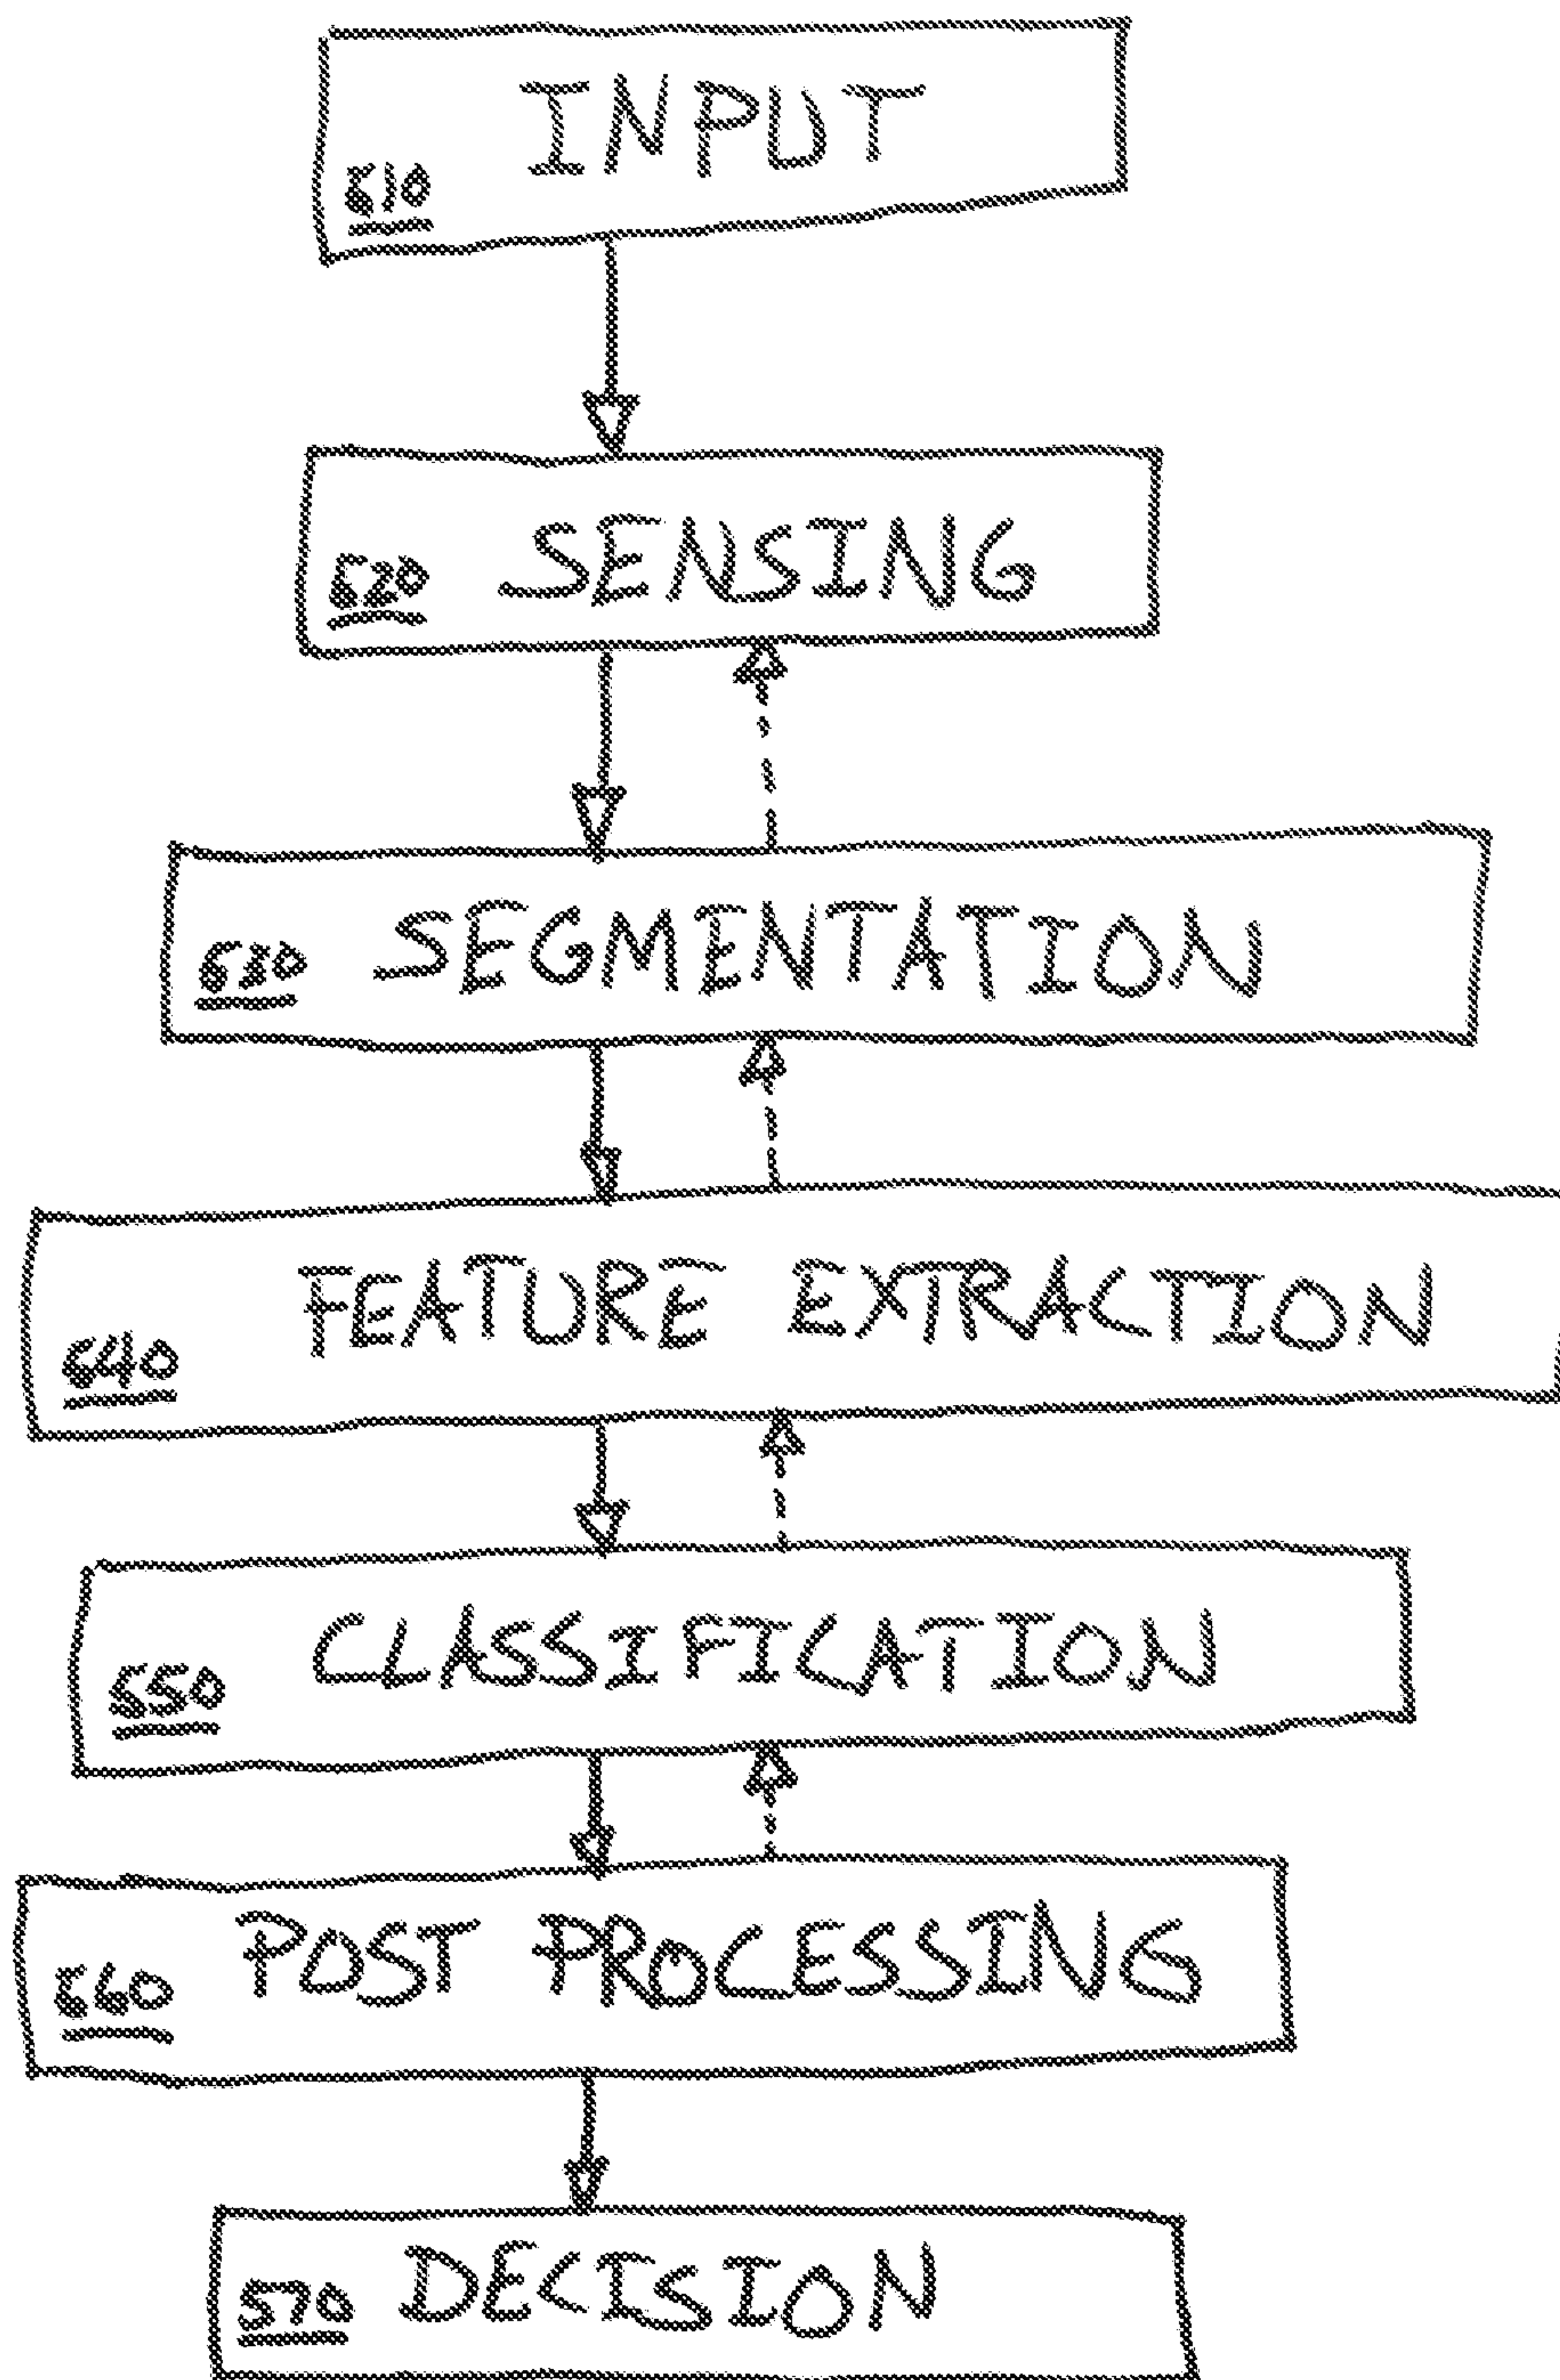 510 INPUT
520 SENSING
530 SEGMENTATION
540 FEATURE EXTRACTION
550 CLASSIFICATION
560 POST PROCESSING
570 DECISION